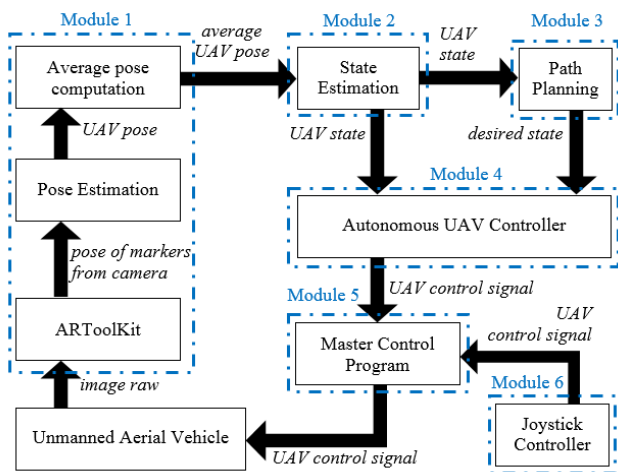 Module 1
average
UAV pose
Module 2
UAV
state
Module 3
Average pose
computation
State
Estimation
Path
Planning
UAV pose
UAV state
desired state
Pose Estimation
Module 4
Autonomous UAV Controller
pose of markers
from camera
Module 5
UAV control signal
UAV
control signal
ARToolKit
Master Control
Program
Module 6
image raw
Joystick
Controller
Unmanned Aerial Vehicle
UAV control signal